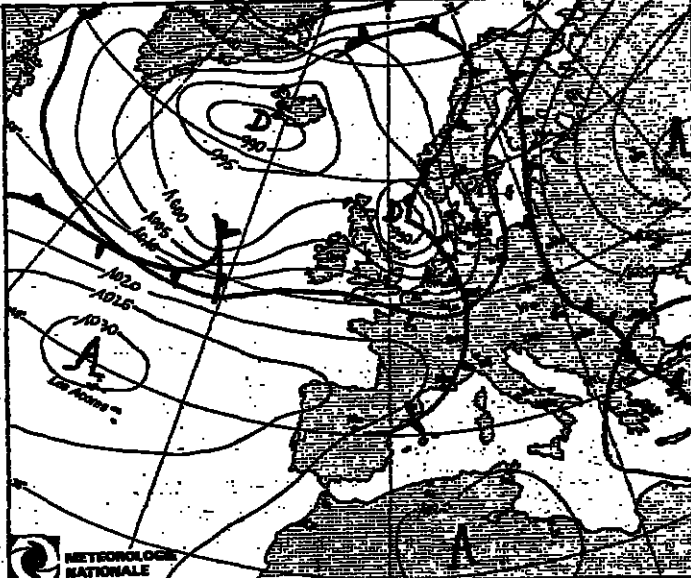 D
990
995
1000
1005
1010
D
A
1020
1025
1030
A
Les Açores
A
METEOROLOGIE
NATIONALE